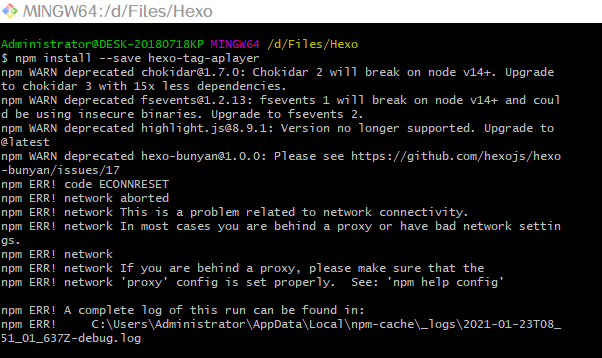 MINGW64:/d/Files/Hexo
Administrator@DESK-20180718KP MINGW64 /d/Files/Hexo
$ npm install --save hexo-tag-aplayer
npm WARN deprecated chokidar@1.7.0: Chokidar 2 will break on node v14+. Upgrade
to chokidar 3 with 15x less dependencies.
npm WARN deprecated fsevents@1.2.13: fsevents 1 will break on node v14+ and coul
d be using insecure binaries. Upgrade to fsevents 2.
npm WARN deprecated highlight.js@8.9.1: Version no longer supported. Upgrade to
@latest
npm WARN deprecated hexo-bunyan@1.0.0: Please see https://github.com/hexojs/hexo
-bunyan/issues/17
npm ERR! code ECONNRESET
npm ERR! network aborted
npm ERR! network This is a problem related to network connectivity.
npm ERR! network In most cases you are behind a proxy or have bad network settin
gs.
npm ERR! network
npm ERR! network If you are behind a proxy, please make sure that the
npm ERR! network 'proxy' config is set properly.  See: 'npm help config'
npm ERR! A complete log of this run can be found in:
npm ERR!     C:\Users\Administrator\AppData\Local\npm-cache\_logs\2021-01-23T08_
51_01_637Z-debug.log